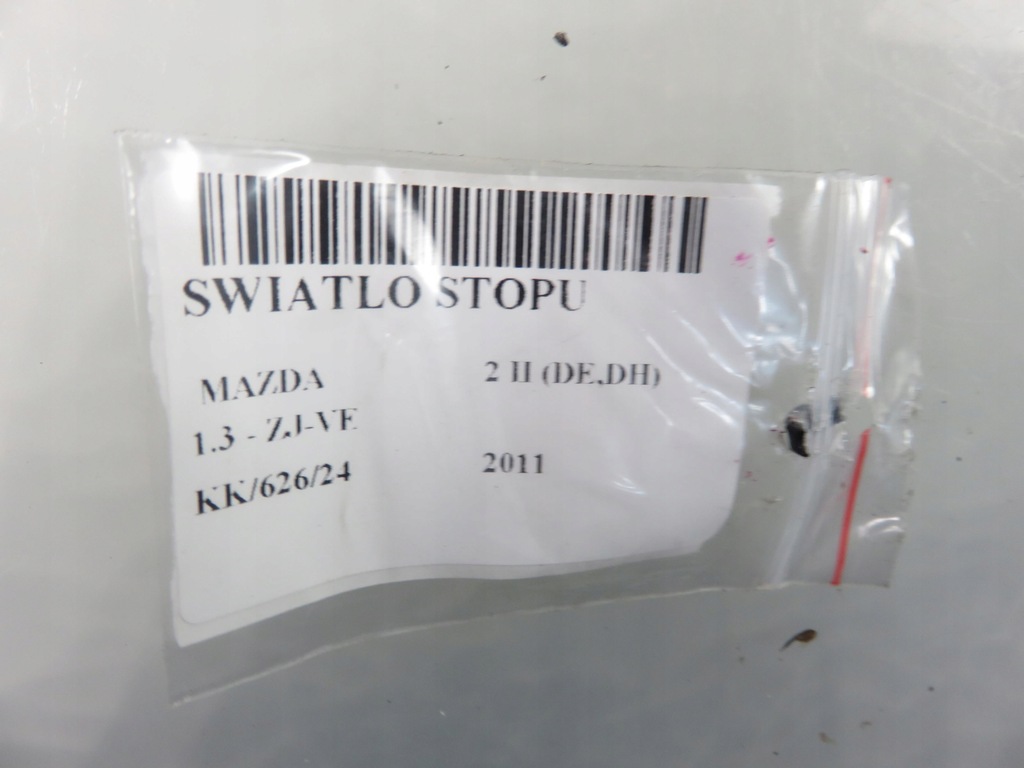 SWIATLO STOPU
MAZDA 2 II (DE,DH)
1.3 - ZJ-VE
KK/626/24 2011